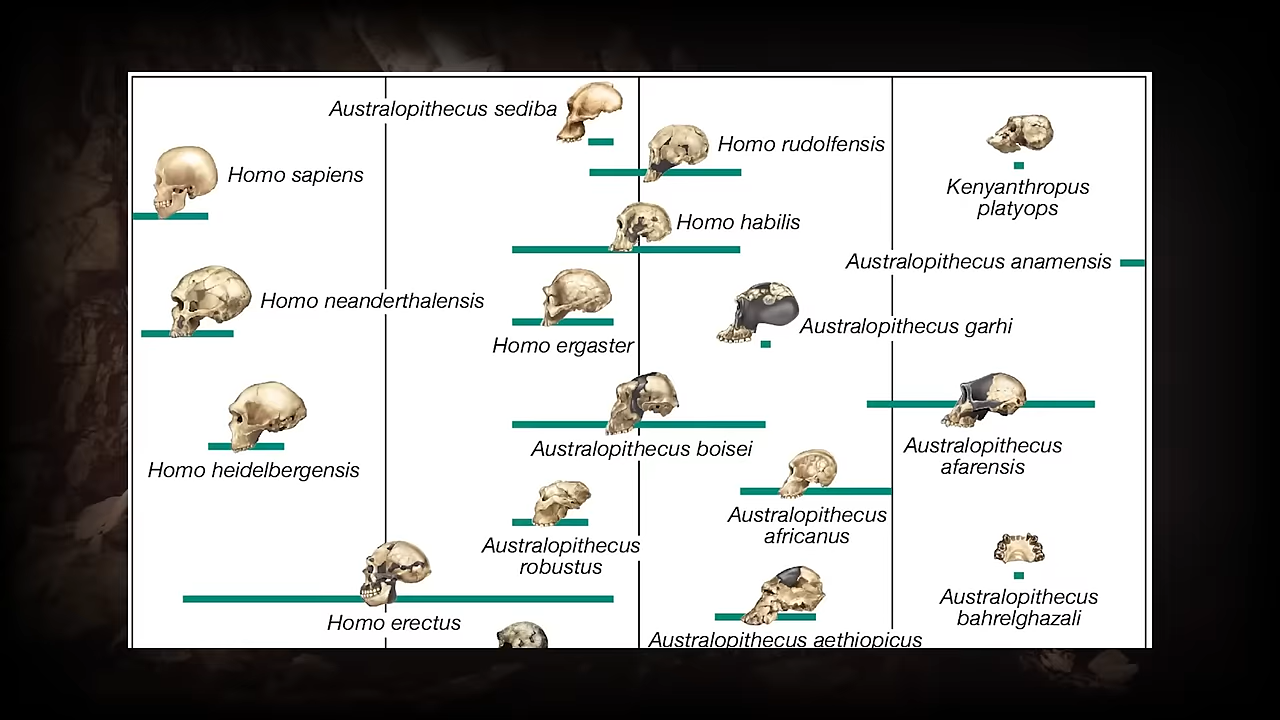 Australopithecus sediba
Homo rudolfensis
Homo sapiens
Kenyanthropus
platyops
Homo habilis
Australopithecus anamensis
Homo neanderthalensis
Australopithecus garhi
Homo ergaster
Australopithecus boisei
Australopithecus
afarensis
Homo heidelbergensis
Australopithecus
africanus
Australopithecus
robustus
Australopithecus
bahrelghazali
Homo erectus
Australopithecus aethiopicus